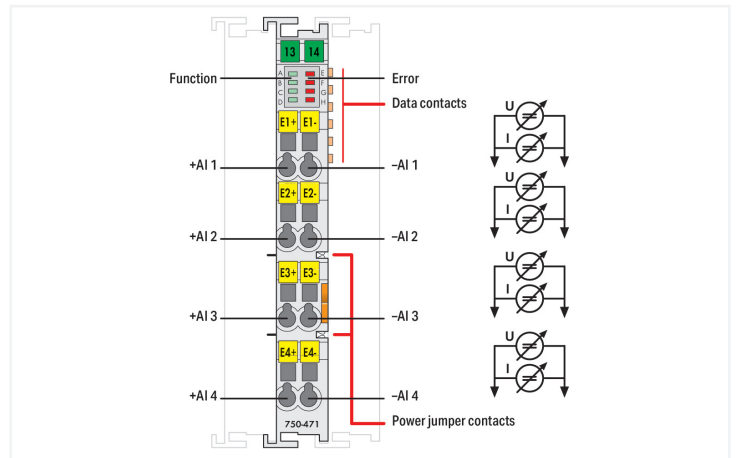 13 14
Function
A
B
C
D
E
F
G
H
Error
Data contacts
E1+ E1-
+AI 1
–AI 1
E2+ E2-
+AI 2
–AI 2
E3+ E3-
+AI 3
–AI 3
E4+ E4-
+AI 4
–AI 4
750-471
Power jumper contacts
U
I
U
I
U
I
U
I